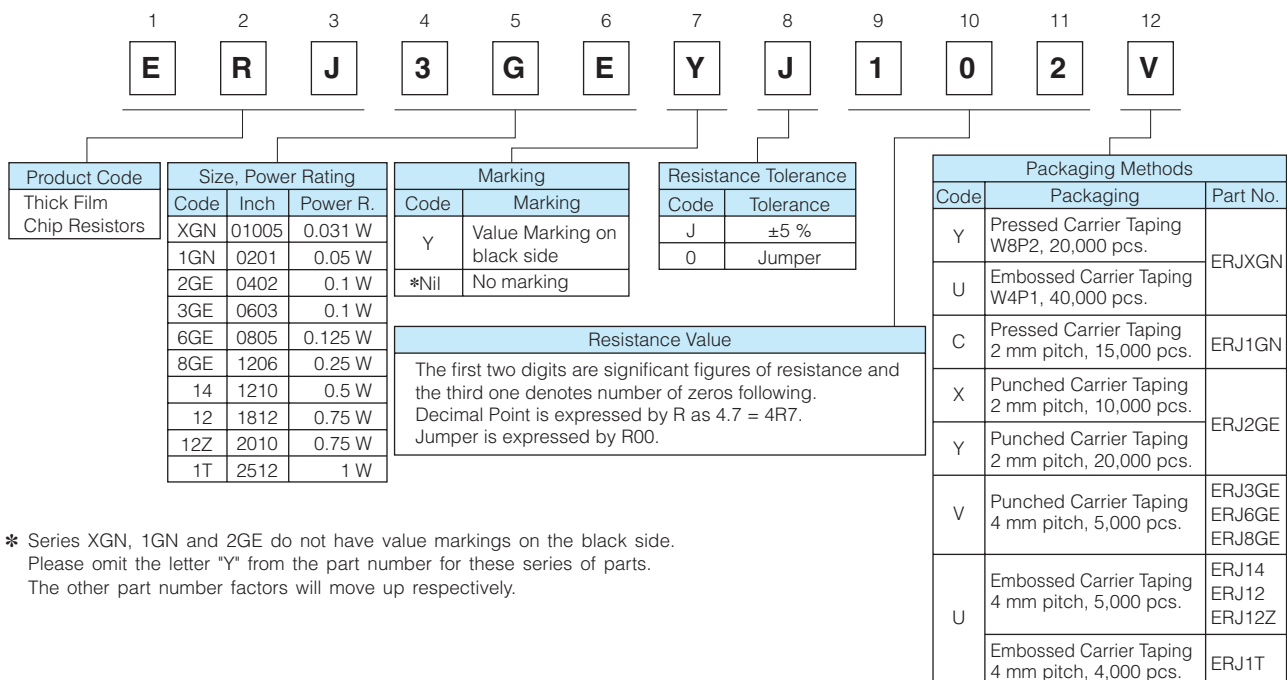 1 2 3 4 5 6 7 8 9 10 11 12
E R J 3 G E Y J 1 0 2 V
Product Code
Thick Film
Chip Resistors
Size, Power Rating
Code Inch Power R.
XGN 01005 0.031 W
1GN 0201 0.05 W
2GE 0402 0.1 W
3GE 0603 0.1 W
6GE 0805 0.125 W
8GE 1206 0.25 W
14 1210 0.5 W
12 1812 0.75 W
12Z 2010 0.75 W
1T 2512 1 W
Marking
Code Marking
Y Value Marking on
black side
✽Nil No marking
Resistance Tolerance
Code Tolerance
J ±5 %
0 Jumper
Resistance Value
The first two digits are significant figures of resistance and
the third one denotes number of zeros following.
Decimal Point is expressed by R as 4.7 = 4R7.
Jumper is expressed by R00.
Packaging Methods
Code Packaging Part No.
Y Pressed Carrier Taping
W8P2, 20,000 pcs.
ERJXGN
U Embossed Carrier Taping
W4P1, 40,000 pcs.
C Pressed Carrier Taping
2 mm pitch, 15,000 pcs.
ERJ1GN
X Punched Carrier Taping
2 mm pitch, 10,000 pcs.
ERJ2GE
Y Punched Carrier Taping
2 mm pitch, 20,000 pcs.
V Punched Carrier Taping
4 mm pitch, 5,000 pcs.
ERJ3GE
ERJ6GE
ERJ8GE
U Embossed Carrier Taping
4 mm pitch, 5,000 pcs.
ERJ14
ERJ12
ERJ12Z
Embossed Carrier Taping
4 mm pitch, 4,000 pcs.
ERJ1T
✽ Series XGN, 1GN and 2GE do not have value markings on the black side.
Please omit the letter "Y" from the part number for these series of parts.
The other part number factors will move up respectively.